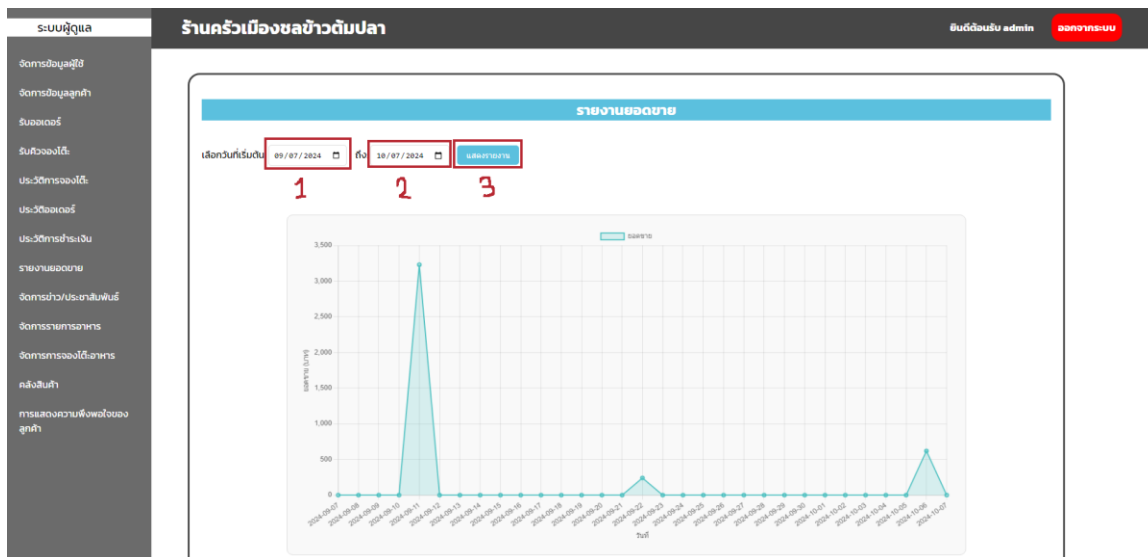 ระบบผู้ดูแล
ร้านครัวเมืองชลข้าวต้มปลา
ยินดีต้อนรับ admin
ออกจากระบบ
จัดการข้อมูลผู้ใช้
จัดการข้อมูลลูกค้า
รับออเดอร์
รับคิวจองโต๊ะ
ประวัติการจองโต๊ะ
ประวัติออเดอร์
ประวัติการชำระเงิน
รายงานยอดขาย
จัดการข่าว/ประชาสัมพันธ์
จัดการรายการอาหาร
จัดการการจองโต๊ะอาหาร
คลังสินค้า
การแสดงความพึงพอใจของ
ลูกค้า
รายงานยอดขาย
เลือกวันที่เริ่มต้น 09/07/2024 ถึง 10/07/2024 แสดงรายงาน
1 2 3
ยอดขาย
3,500
3,000
2,500
2,000
1,500
1,000
500
0
ยอดขาย (บาท)
2024-09-07 2024-09-08 2024-09-09 2024-09-10 2024-09-11 2024-09-12 2024-09-13 2024-09-14 2024-09-15 2024-09-16 2024-09-17 2024-09-18 2024-09-19 2024-09-20 2024-09-21 2024-09-22 2024-09-23 2024-09-24 2024-09-25 2024-09-26 2024-09-27 2024-09-28 2024-09-29 2024-09-30 2024-10-01 2024-10-02 2024-10-03 2024-10-04 2024-10-05 2024-10-06 2024-10-07
วันที่